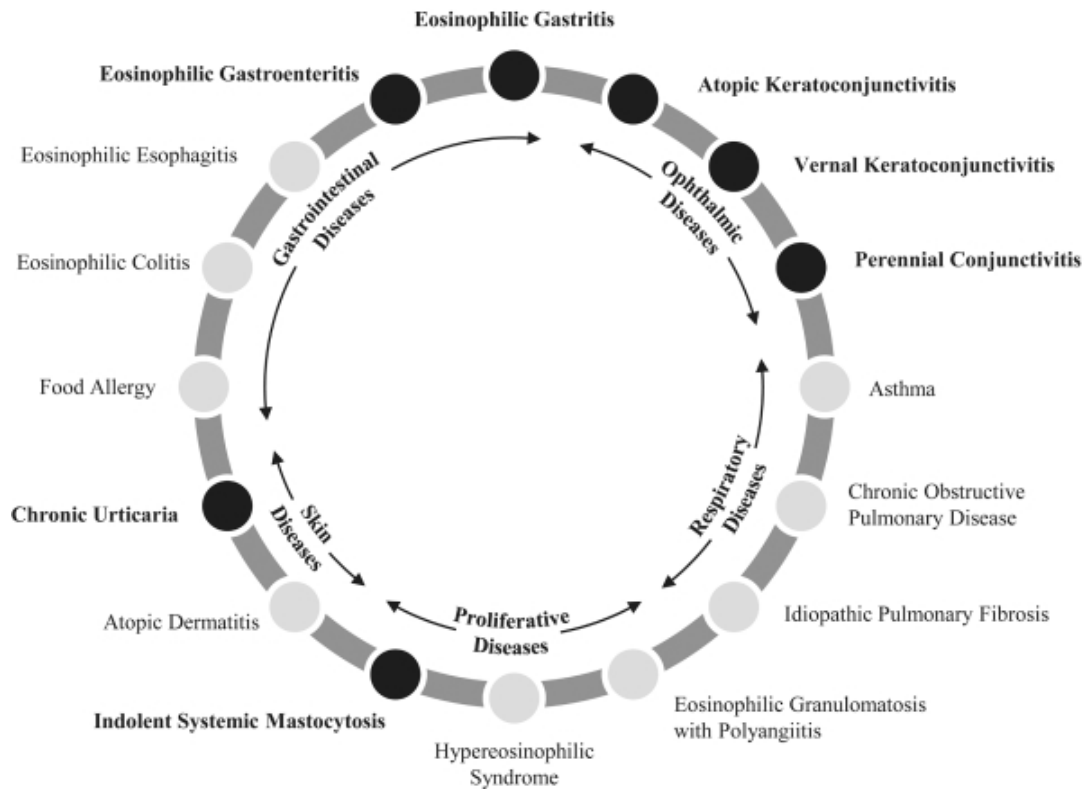 Eosinophilic Gastritis
Eosinophilic Gastroenteritis
Atopic Keratoconjunctivitis
Eosinophilic Esophagitis
Vernal Keratoconjunctivitis
Gastrointestinal
Diseases
Ophthalmic
Diseases
Eosinophilic Colitis
Perennial Conjunctivitis
Food Allergy
Asthma
Chronic Urticaria
Skin
Diseases
Respiratory
Diseases
Chronic Obstructive
Pulmonary Disease
Atopic Dermatitis
Proliferative
Diseases
Idiopathic Pulmonary Fibrosis
Indolent Systemic Mastocytosis
Hypereosinophilic
Syndrome
Eosinophilic Granulomatosis
with Polyangiitis